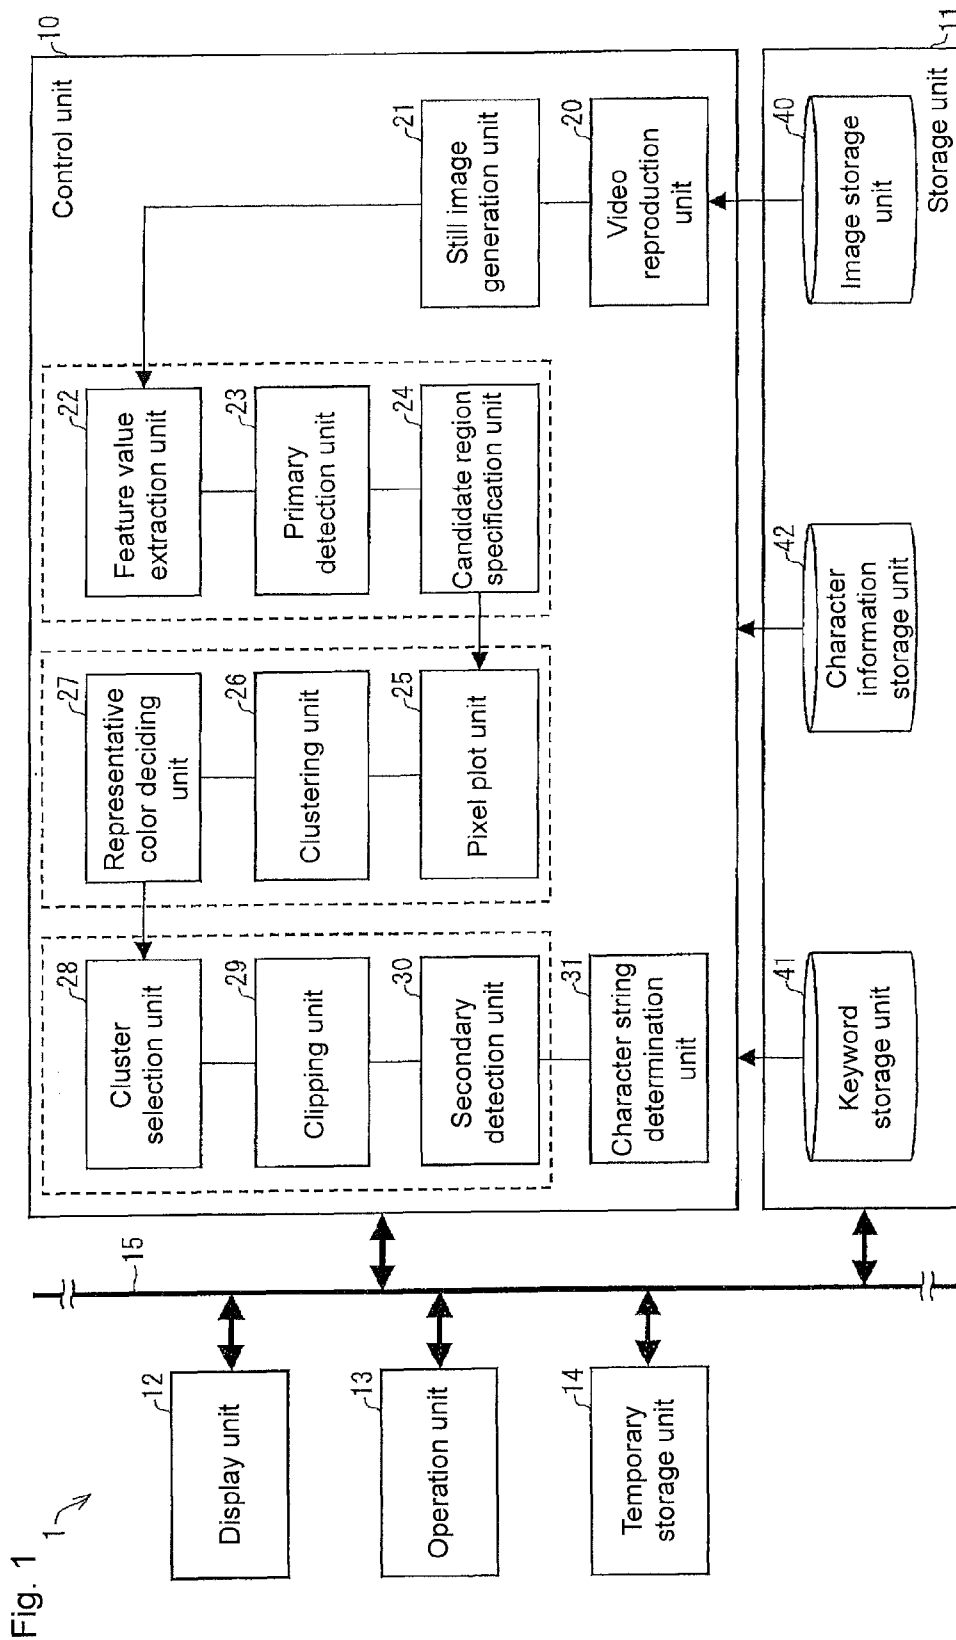 Fig. 1
1
Display unit
12
Operation unit
13
Temporary
storage unit
14
15
Control unit
10
Cluster
selection unit
28
Clipping unit
29
Secondary
detection unit
30
Character string
determination
unit
31
Representative
color deciding
unit
27
Clustering unit
26
Pixel plot unit
25
Feature value
extraction unit
22
Primary
detection unit
23
Candidate region
specification unit
24
Still image
generation unit
21
Video
reproduction
unit
20
Keyword
storage unit
41
Character
information
storage unit
42
Image storage
unit
40
Storage unit
11